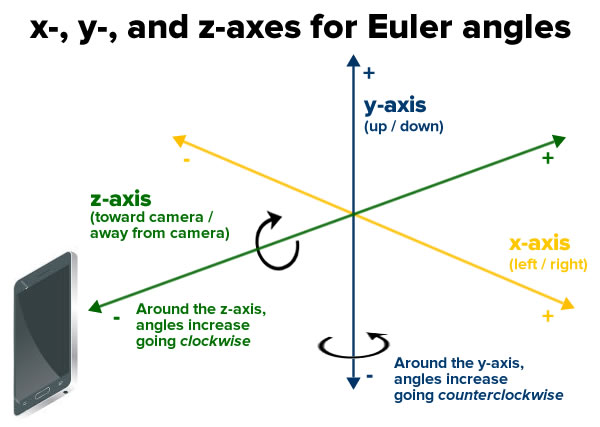 x-, y-, and z-axes for Euler angles
+
y-axis
(up / down)
-
+
z-axis
(toward camera /
away from camera)
x-axis
(left / right)
-
Around the z-axis,
angles increase
going clockwise
+
-
Around the y-axis,
angles increase
going counterclockwise